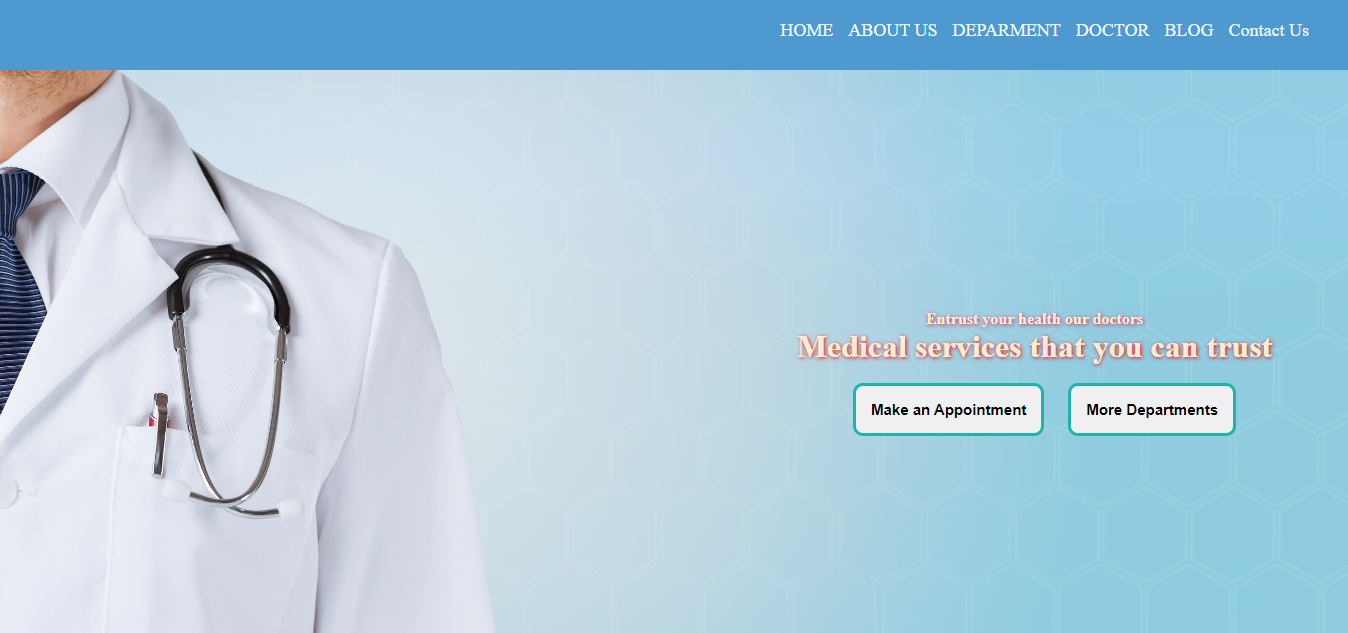 HOME ABOUT US DEPARMENT DOCTOR BLOG Contact Us
Entrust your health our doctors
Medical services that you can trust
Make an Appointment More Departments